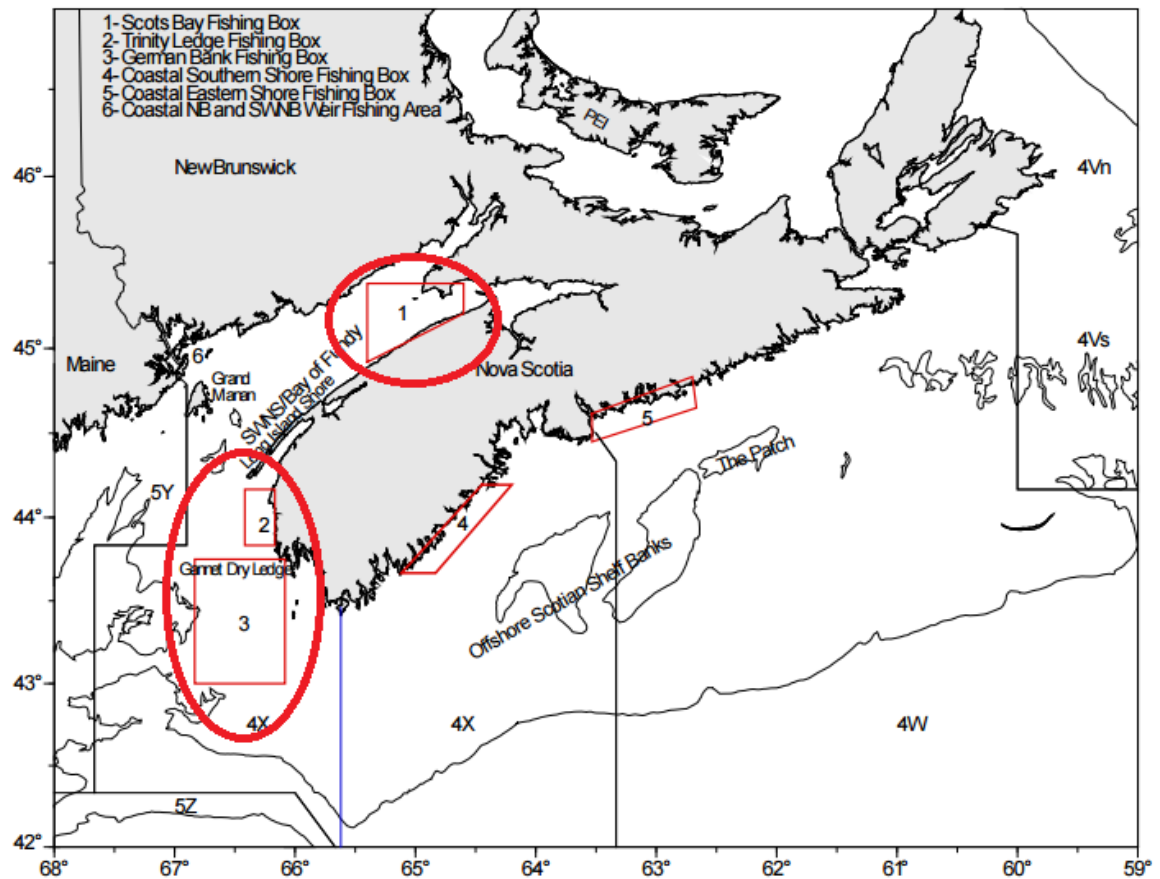 1- Scots Bay Fishing Box
2- Trinity Ledge Fishing Box
3- German Bank Fishing Box
4- Coastal Southern Shore Fishing Box
5- Coastal Eastern Shore Fishing Box
6- Coastal NB and SWNB Weir Fishing Area
PEI
New Brunswick
46°
4Vn
1
45°
Maine
6
SWNS/Bay of Fundy
Long Island Shore
Nova Scotia
4Vs
Grand
Manan
5
The Patch
5Y
44°
2
4
Gannet Dry Ledge
Offshore Scotian Shelf Banks
3
43°
4X
4X
4W
5Z
42°
68°
67°
66°
65°
64°
63°
62°
61°
60°
59°